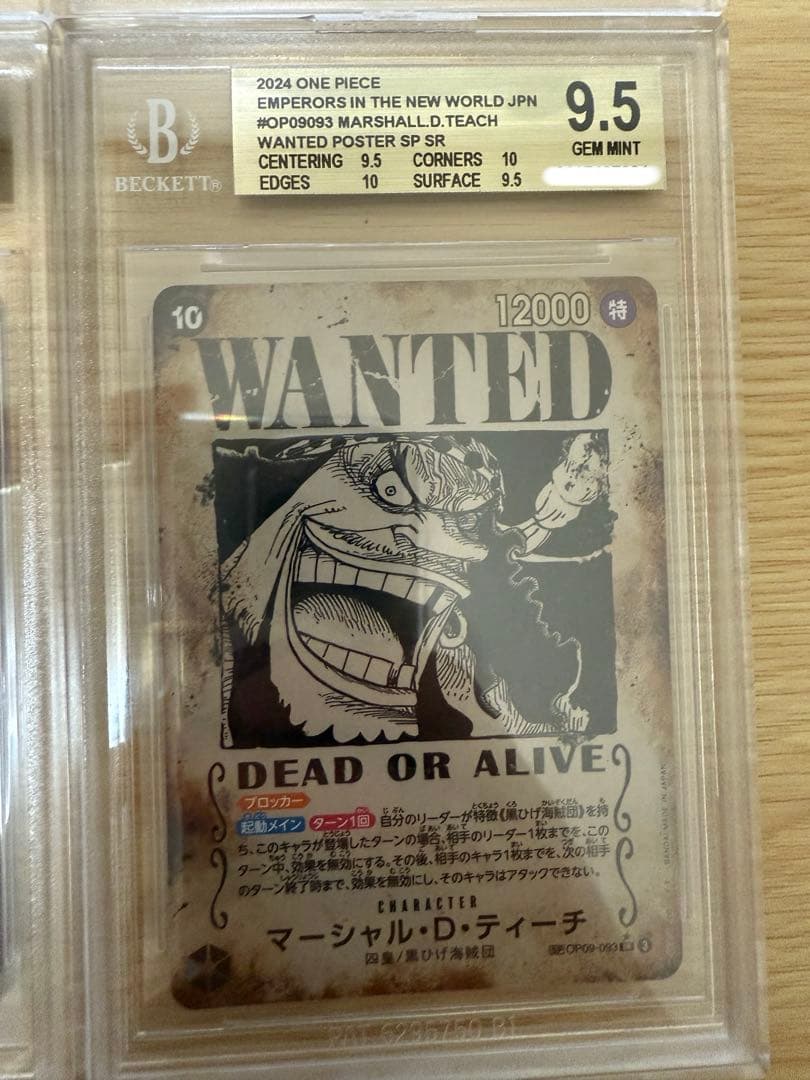 2024 ONE PIECE
EMPERORS IN THE NEW WORLD JPN
#OP09093 MARSHALL.D.TEACH
WANTED POSTER SP SR
CENTERING 9.5 CORNERS 10
EDGES 10 SURFACE 9.5
9.5
GEM MINT
B
BECKETT®
10
12000 特
WANTED
DEAD OR ALIVE
ブロッカー
起動メイン ターン1回 自分のリーダーが特徴《黒ひげ海賊団》を持
ち、このキャラが登場したターンの場合、相手のリーダー1枚までを、この
ターン中、効果を無効にする。その後、相手のキャラ1枚までを、次の相手
のターン終了時まで、効果を無効にし、そのキャラはアタックできない。
CHARACTER
マーシャル・D・ティーチ
四皇/黒ひげ海賊団
OP09-093 SR 3
BANDAI MADE IN JAPAN
PAT 6295750 B1